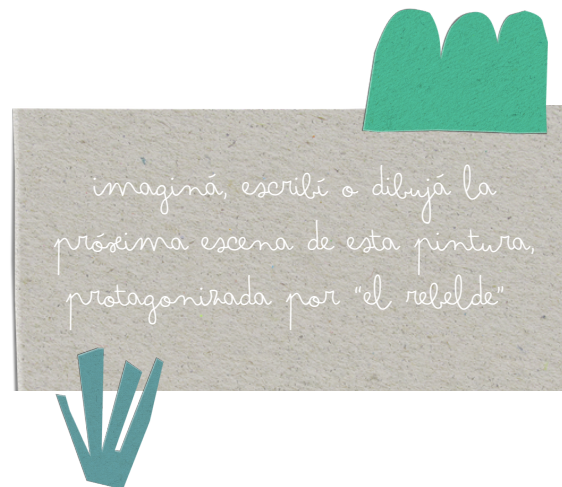 imaginá, escribí o dibujá la
próxima escena de esta pintura,
protagonizada por "el rebelde"